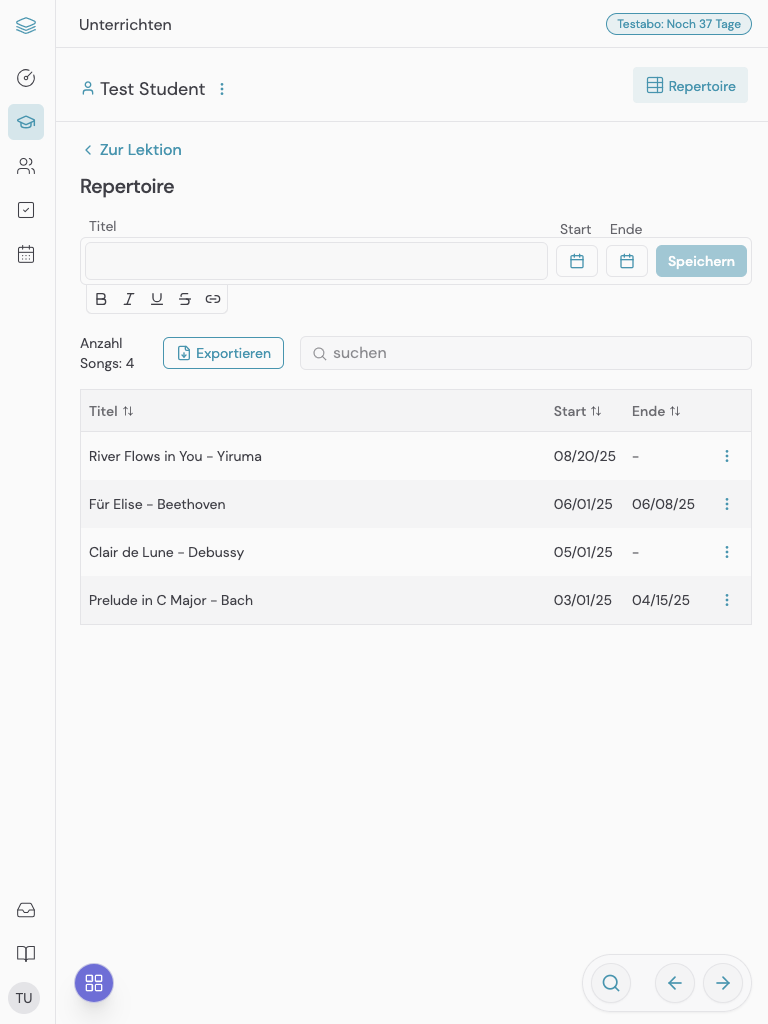 Unterrichten
Testabo: Noch 37 Tage
Test Student
Repertoire
Zur Lektion
Repertoire
Titel
Start
Ende
Speichern
B I U S
Anzahl
Songs: 4
Exportieren
suchen
Titel
Start
Ende
River Flows in You - Yiruma 08/20/25 -
Für Elise - Beethoven 06/01/25 06/08/25
Clair de Lune - Debussy 05/01/25 -
Prelude in C Major - Bach 03/01/25 04/15/25
TU